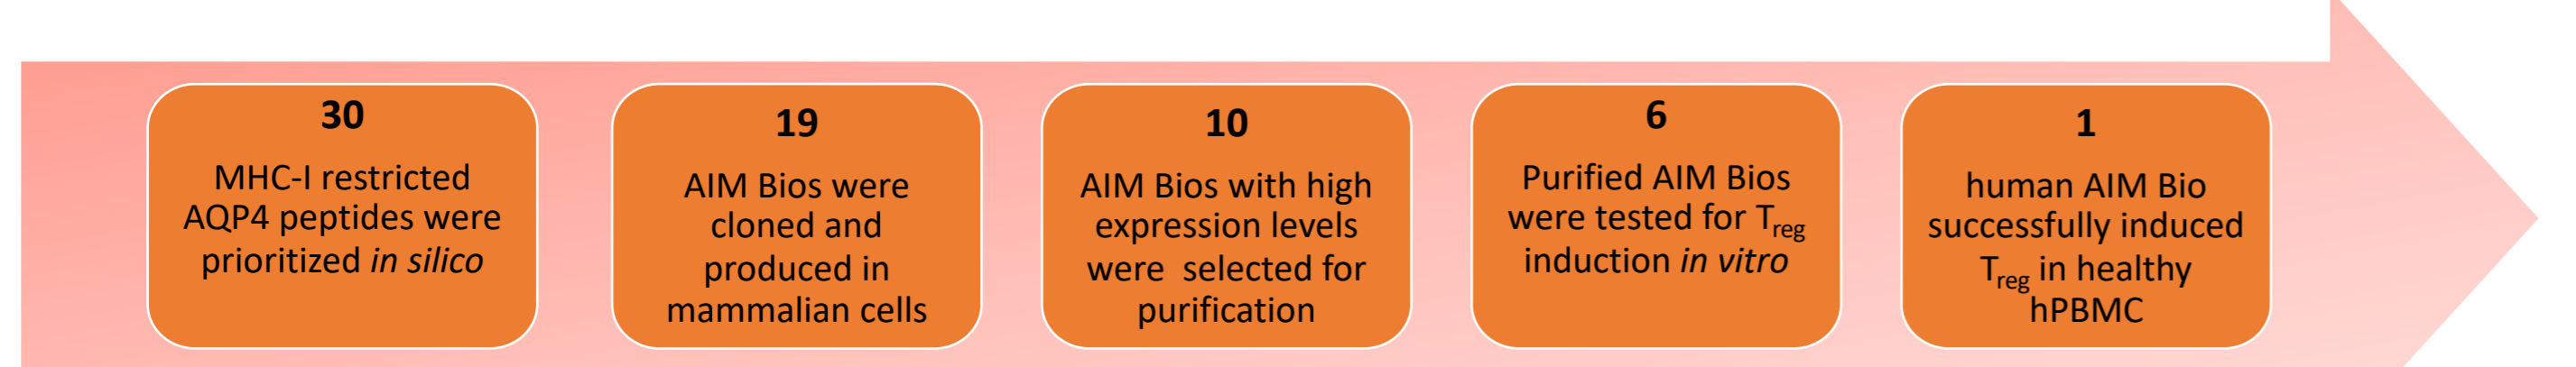 30
MHC-I restricted
AQP4 peptides were
prioritized in silico
19
AIM Bios were
cloned and
produced in
mammalian cells
10
AIM Bios with high
expression levels
were selected for
purification
6
Purified AIM Bios
were tested for Treg
induction in vitro
1
human AIM Bio
successfully induced
Treg in healthy
hPBMC